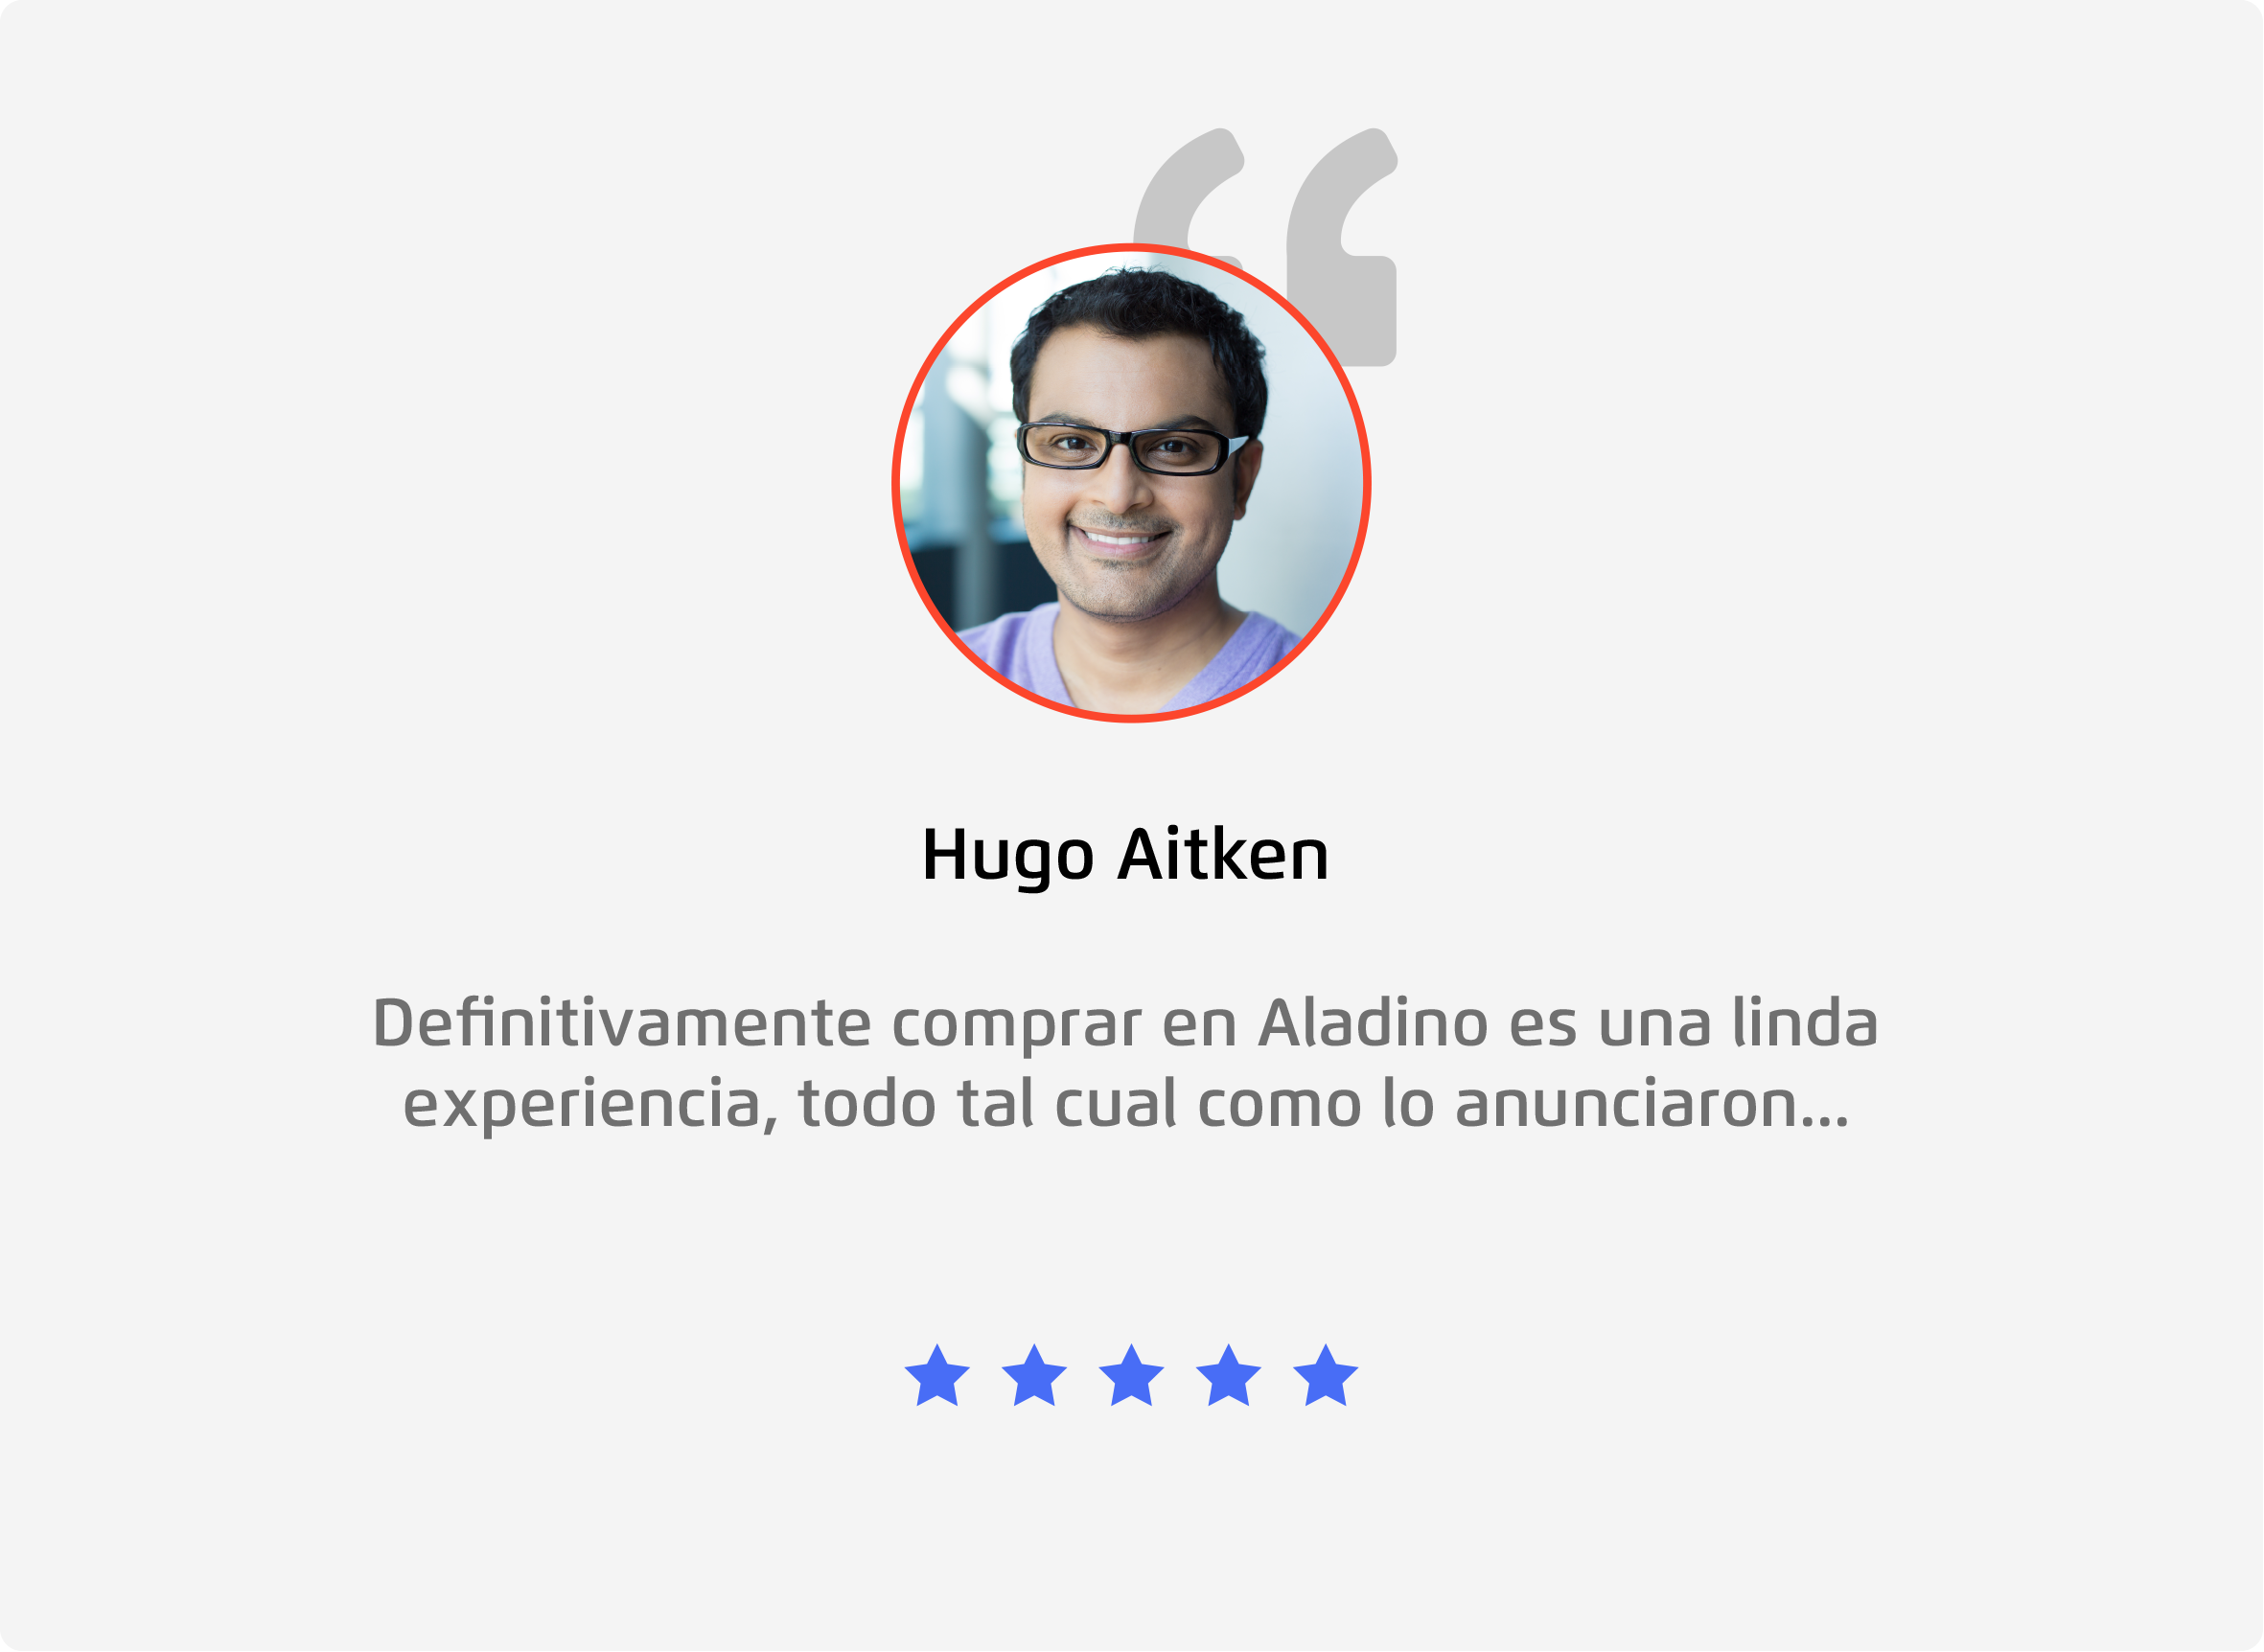 Hugo Aitken
Definitivamente comprar en Aladino es una linda
experiencia, todo tal cual como lo anunciaron...